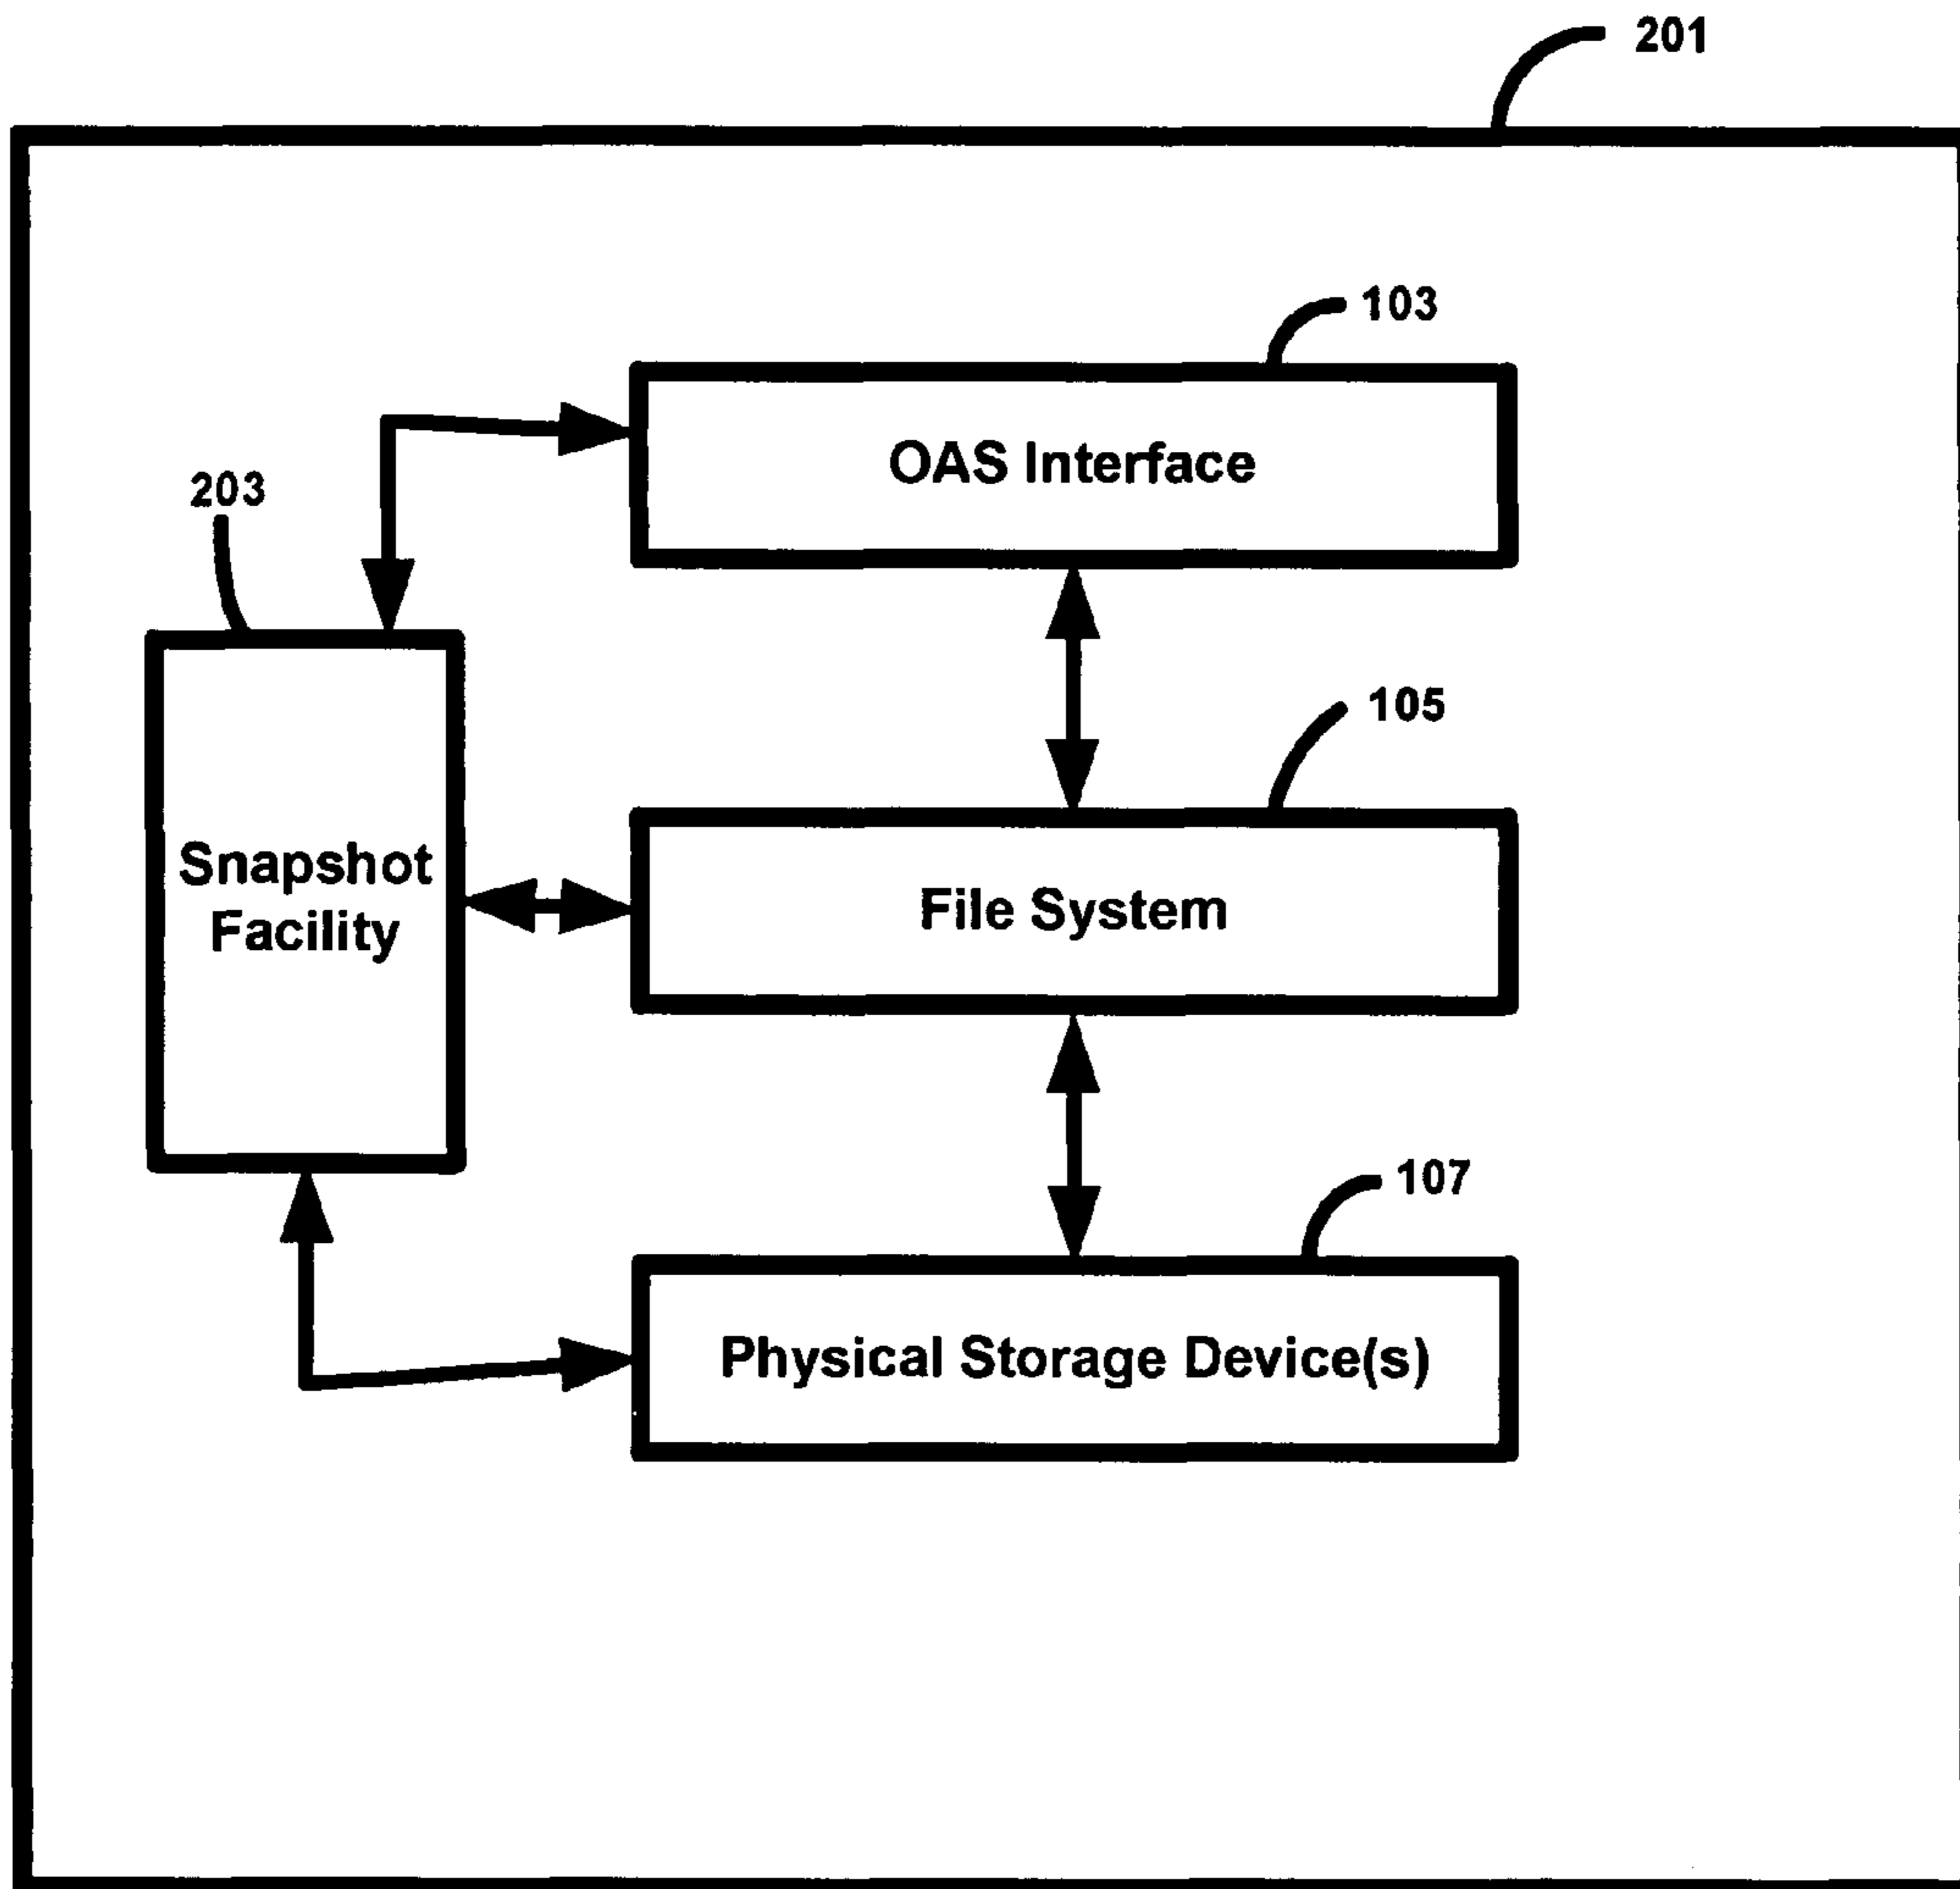 201
103
OAS Interface
203
105
Snapshot
Facility
File System
107
Physical Storage Device(s)